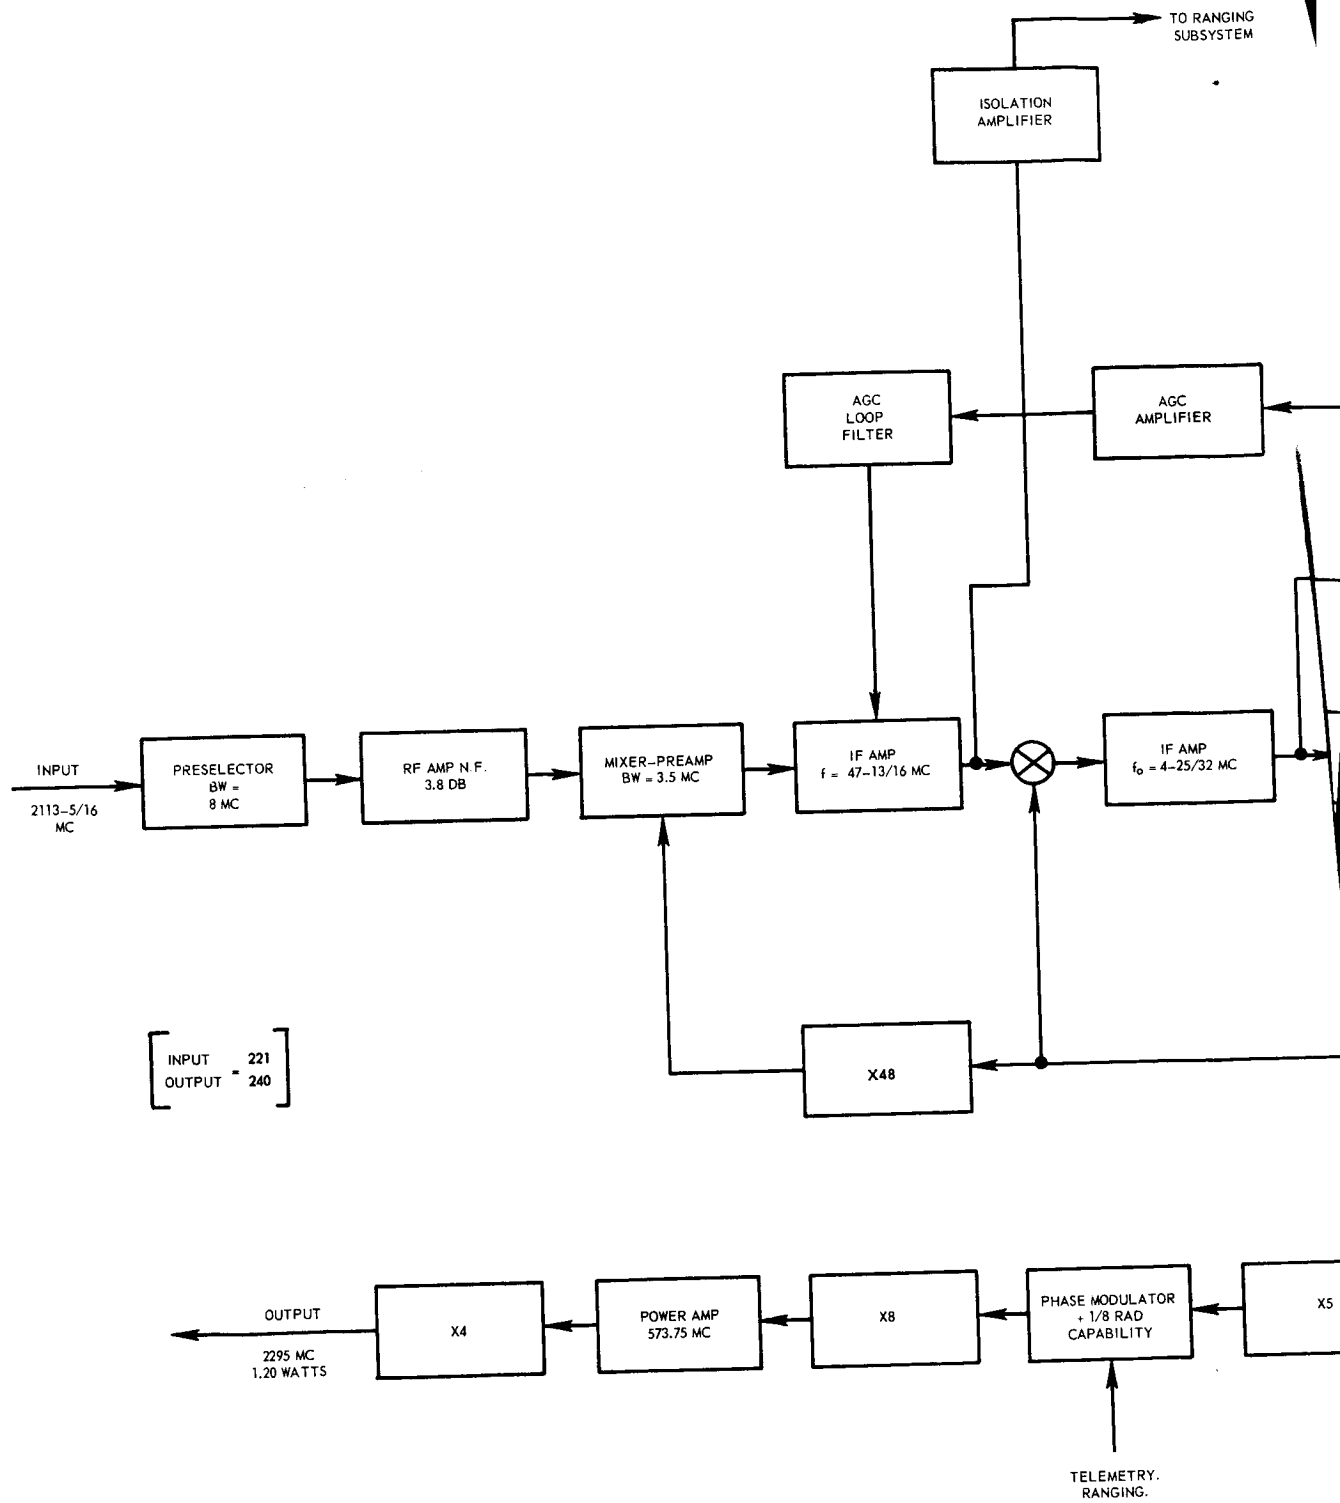 TO RANGING
SUBSYSTEM
ISOLATION
AMPLIFIER
AGC
LOOP
FILTER
AGC
AMPLIFIER
INPUT
2113-5/16
MC
PRESELECTOR
BW =
8 MC
RF AMP N.F.
3.8 DB
MIXER-PREAMP
BW = 3.5 MC
IF AMP
f = 47-13/16 MC
IF AMP
fo = 4-25/32 MC
INPUT = 221
OUTPUT 240
X48
OUTPUT
2295 MC
1.20 WATTS
X4
POWER AMP
573.75 MC
X8
PHASE MODULATOR
+ 1/8 RAD
CAPABILITY
X5
TELEMETRY.
RANGING.